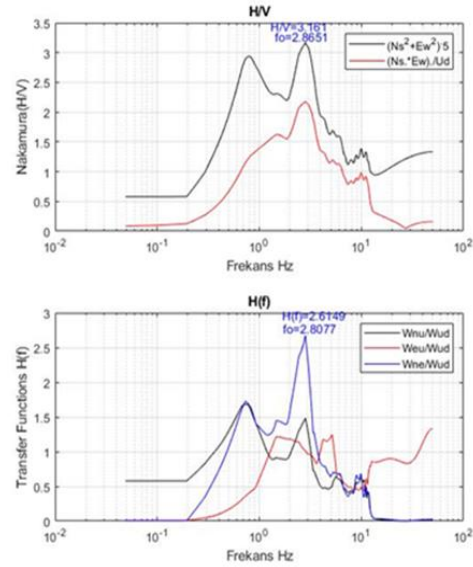 H/V
H/V=3.161
fo=2.8651
(Ns²+Ew²)'5
(Ns.*Ew)./Ud
Nakamura(H/V)
3.5
3
2.5
2
1.5
1
0.5
0
10-2
10-1
100
101
102
Frekans Hz
H(f)
H(f)=2.6149
fo=2.8077
Wnu/Wud
Weu/Wud
Wne/Wud
Transfer Functions H(f)
3
2.5
2
1.5
1
0.5
0
10-2
10-1
100
101
102
Frekans Hz